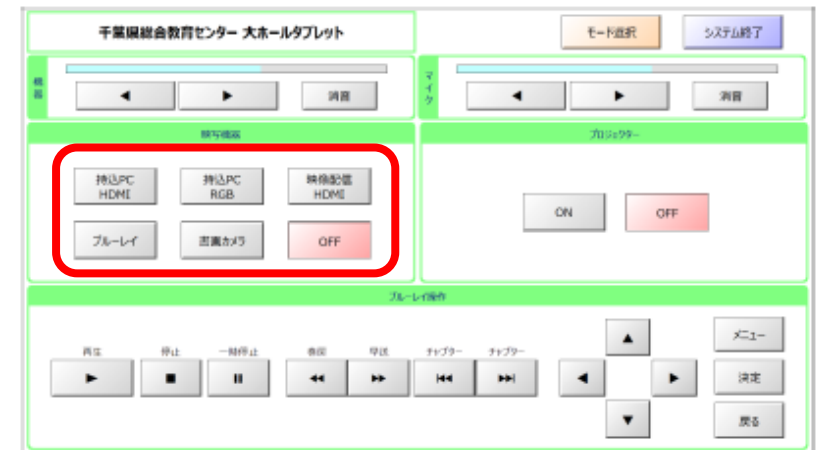 千葉県総合教育センター 大ホールタブレット
モード選択
システム終了
機器
消音
マイク
消音
映写機器
プロジェクター
持込PC
HDMI
持込PC
RGB
映像配信
HDMI
ブルーレイ
書画カメラ
OFF
ON
OFF
ブルーレイ操作
再生
停止
一時停止
巻戻
早送
チャプター
チャプター
メニュー
決定
戻る